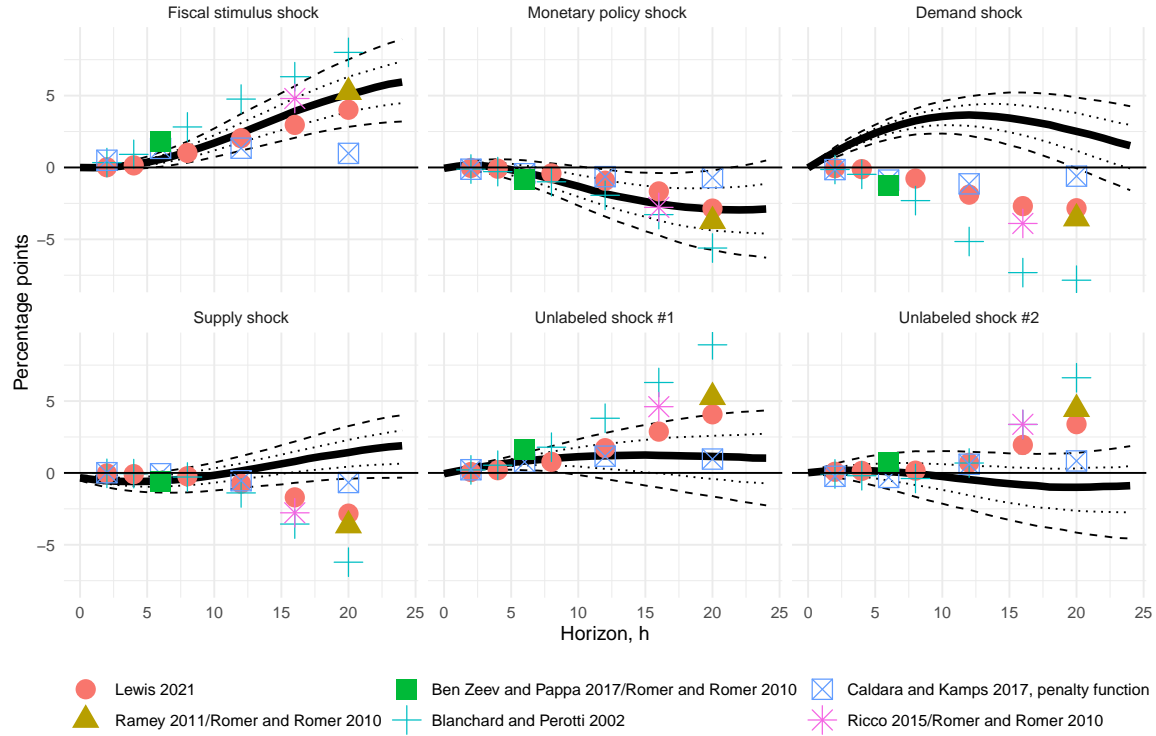 Fiscal stimulus shock
Monetary policy shock
Demand shock
5
0
−5
Supply shock
Unlabeled shock #1
Unlabeled shock #2
5
0
−5
Percentage points
0 5 10 15 20 25
0 5 10 15 20 25
0 5 10 15 20 25
Horizon, h
Lewis 2021
Ben Zeev and Pappa 2017/Romer and Romer 2010
Caldara and Kamps 2017, penalty function
Ramey 2011/Romer and Romer 2010
Blanchard and Perotti 2002
Ricco 2015/Romer and Romer 2010